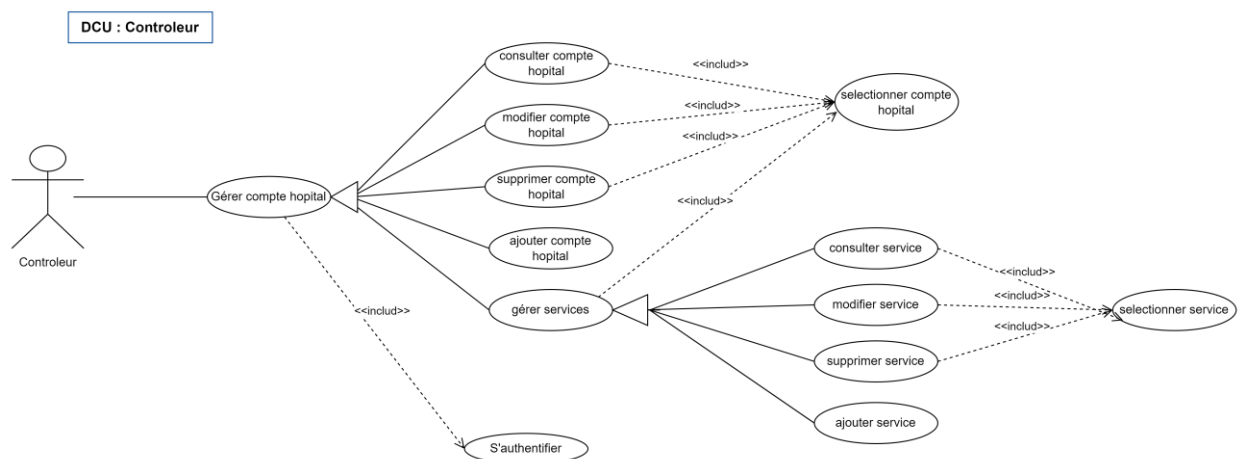 DCU : Controleur
consulter compte
hopital
<<includ>>
selectionner compte
hopital
modifier compte
hopital
<<includ>>
<<includ>>
supprimer compte
hopital
Gérer compte hopital
<<includ>>
ajouter compte
hopital
Controleur
consulter service
<<includ>>
gérer services
modifier service
<<includ>>
selectionner service
<<includ>>
<<includ>>
supprimer service
ajouter service
S'authentifier